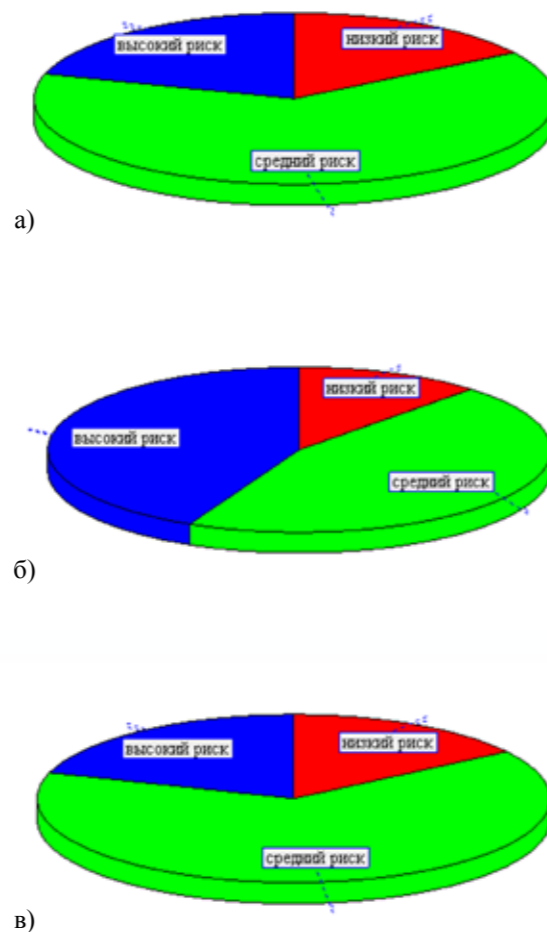 высокий риск
низкий риск
средний риск
а)
низкий риск
высокий риск
средний риск
б)
низкий риск
высокий риск
средний риск
в)